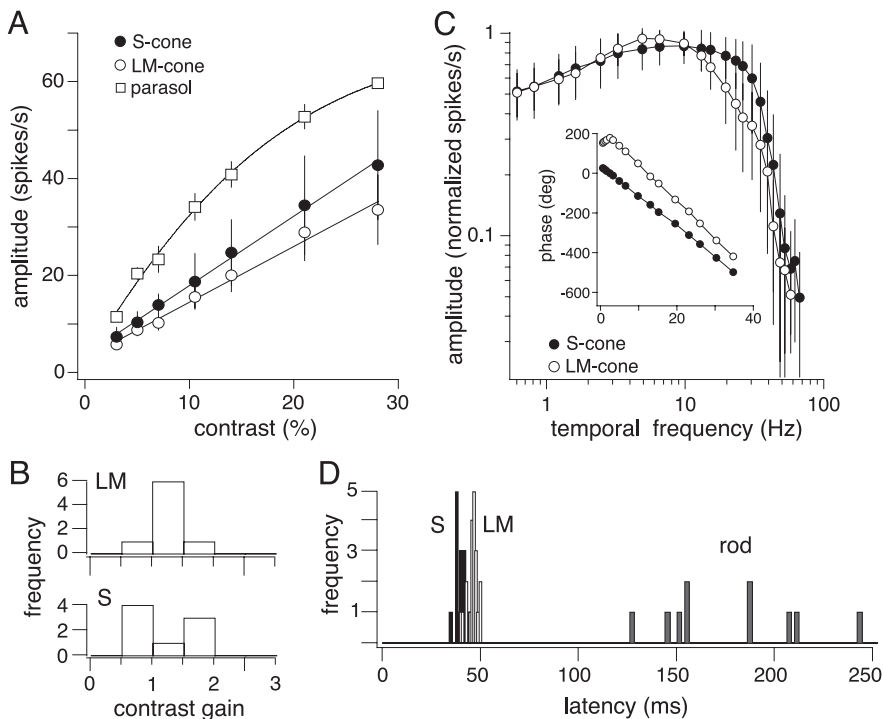 A
S-cone
LM-cone
parasol
amplitude (spikes/s)
60
40
20
0
0 10 20 30
contrast (%)
C
amplitude (normalized spikes/s)
1
0.1
phase (deg)
200
0
-200
-400
-600
0 20 40
S-cone
LM-cone
1 10 100
temporal frequency (Hz)
B
LM
frequency
6
4
2
0
S
4
2
0
0 1 2 3
contrast gain
D
frequency
5
3
1
S LM
rod
0 50 100 150 200 250
latency (ms)